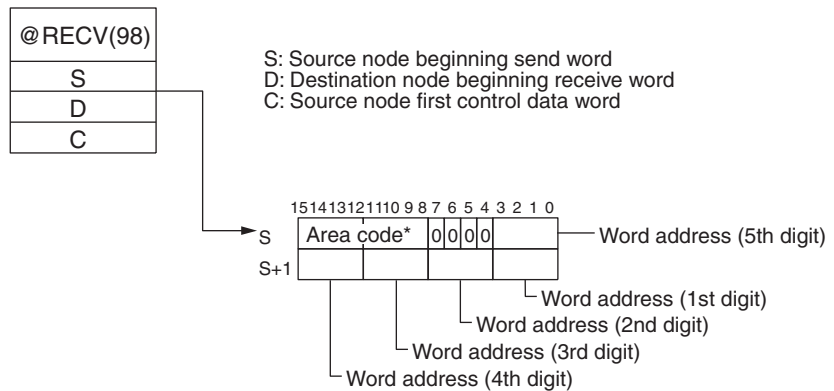 @RECV(98)
S
D
C
S: Source node beginning send word
D: Destination node beginning receive word
C: Source node first control data word
15 14 13 12 11 10 9 8 7 6 5 4 3 2 1 0
S Area code* 0 0 0 0 Word address (5th digit)
S+1
Word address (1st digit)
Word address (2nd digit)
Word address (3rd digit)
Word address (4th digit)